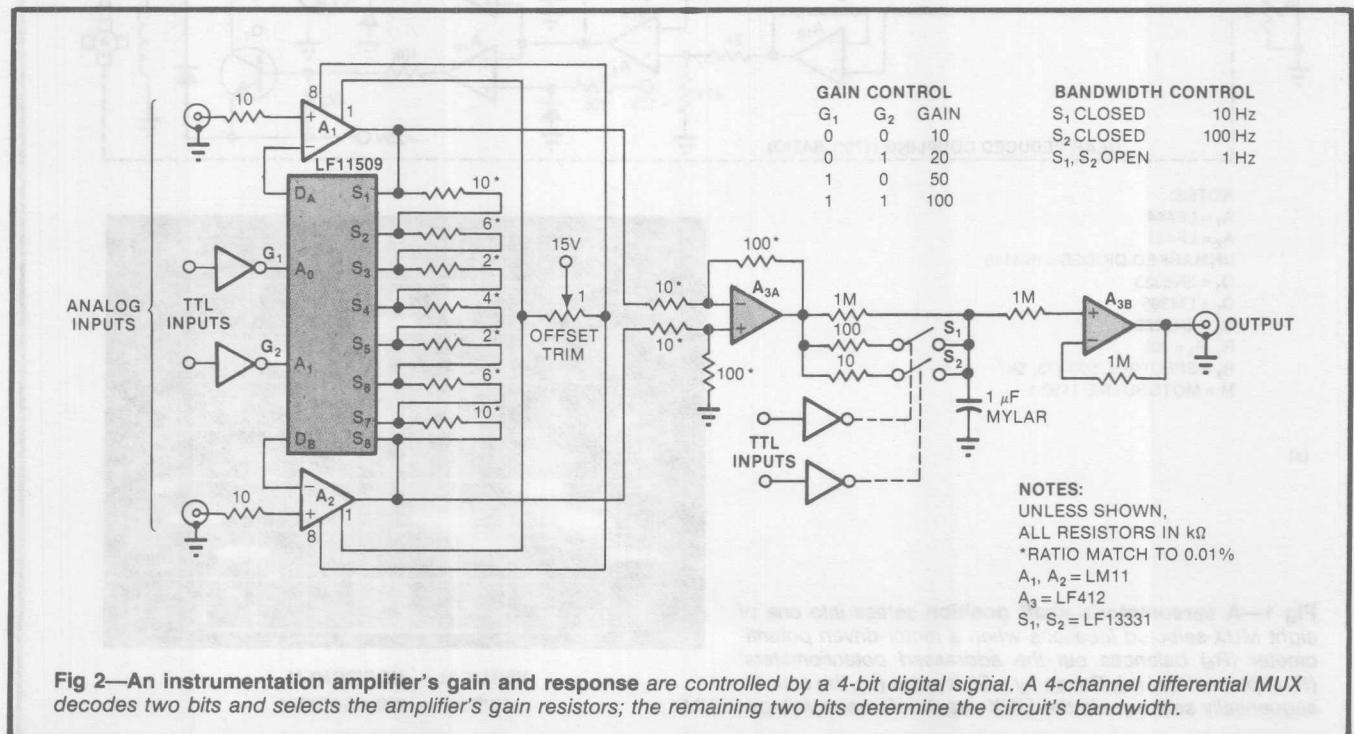 GAIN CONTROL
G1 G2 GAIN
0 0 10
0 1 20
1 0 50
1 1 100
BANDWIDTH CONTROL
S1 CLOSED 10 Hz
S2 CLOSED 100 Hz
S1, S2 OPEN 1 Hz
10
8
1
+
A1
−
LF11509
DA
S1
10*
S2
6*
S3
2*
G1
A0
S4
4*
ANALOG
INPUTS
TTL
INPUTS
G2
A1
S5
2*
S6
6*
S7
10*
DB
S8
−
A2
+
1
10
8
15V
1
OFFSET
TRIM
10*
10*
100*
100*
−
A3A
+
1M
100
10
S1
S2
TTL
INPUTS
1 μF
MYLAR
1M
+
A3B
−
1M
OUTPUT
NOTES:
UNLESS SHOWN,
ALL RESISTORS IN kΩ
*RATIO MATCH TO 0.01%
A1, A2 = LM11
A3 = LF412
S1, S2 = LF13331
Fig 2—An instrumentation amplifier's gain and response are controlled by a 4-bit digital signal. A 4-channel differential MUX
decodes two bits and selects the amplifier's gain resistors; the remaining two bits determine the circuit's bandwidth.